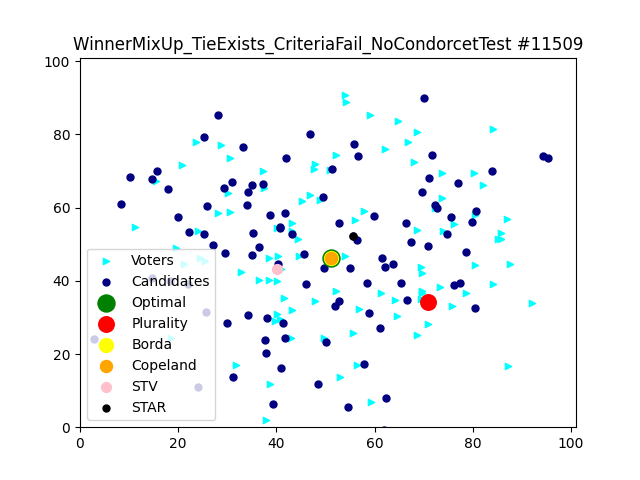 WinnerMixUp_TieExists_CriteriaFail_NoCondorcetTest #11509
100
80
60
40
20
0
Voters
Candidates
Optimal
Plurality
Borda
Copeland
STV
STAR
0 20 40 60 80 100